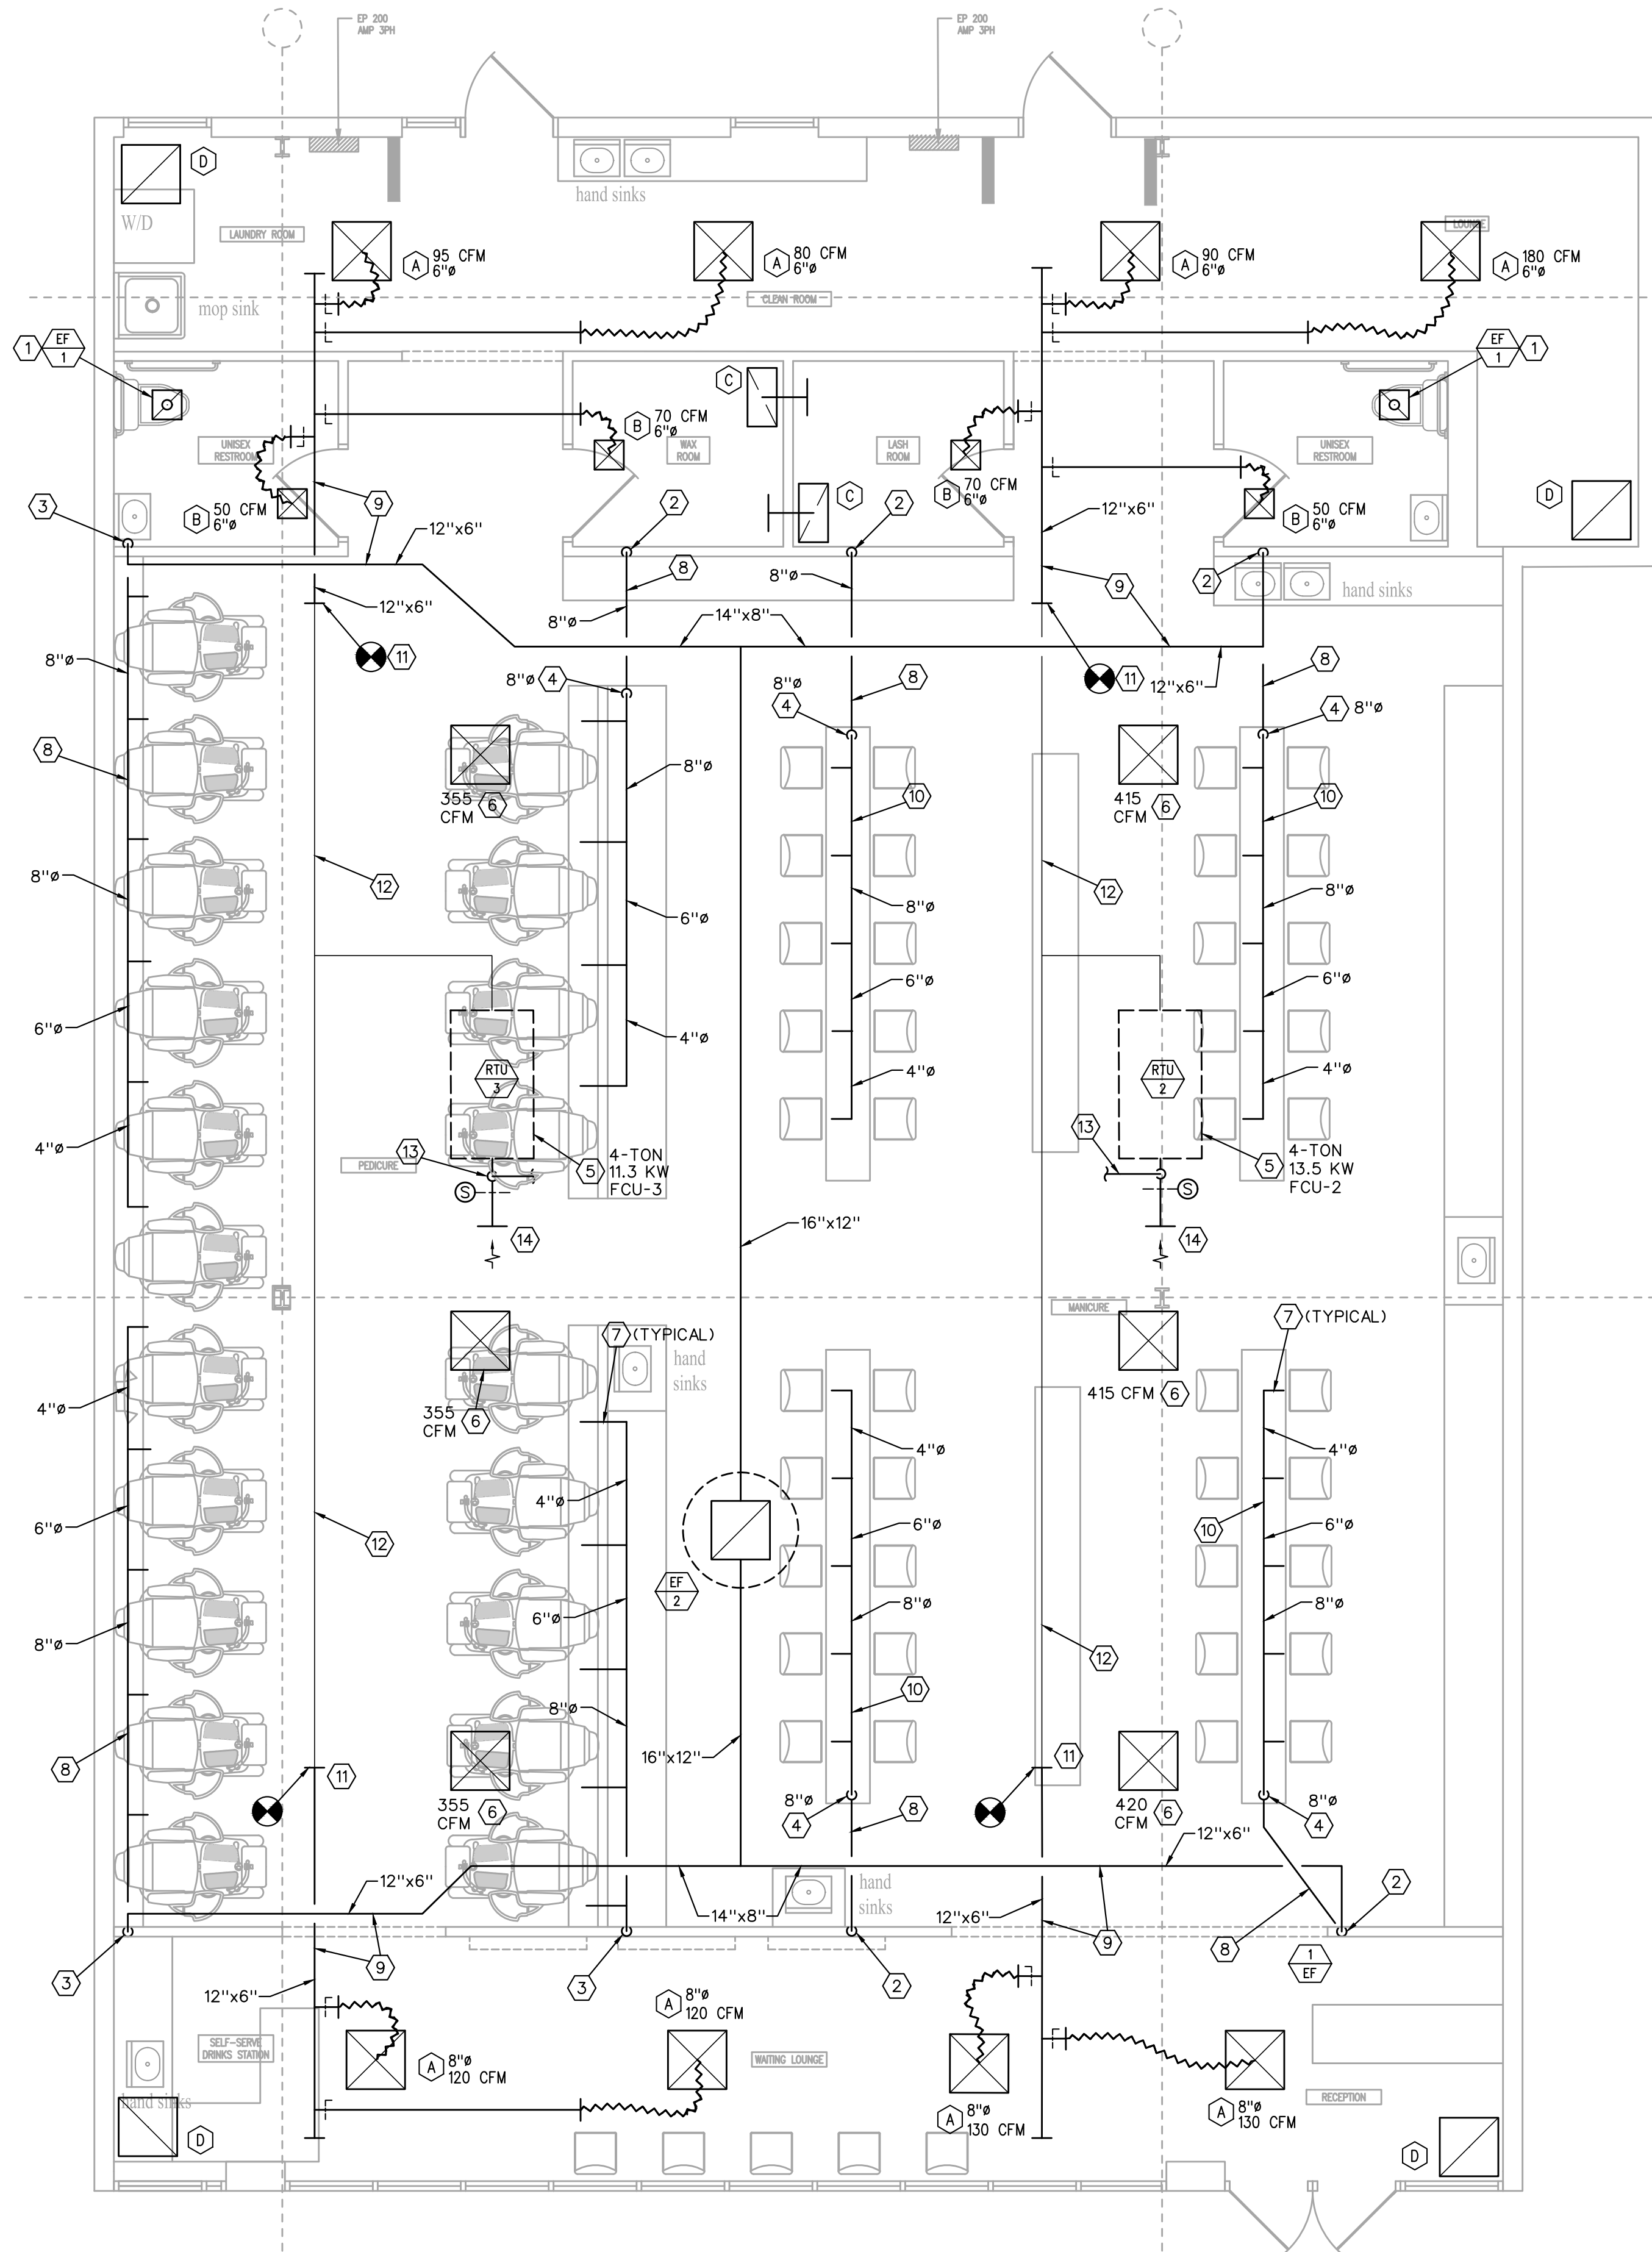 EP 200
AMP 3PH
EP 200
AMP 3PH
D
hand sinks
W/D
LAUNDRY ROOM
LOUNGE
A
95 CFM
6"ø
A
80 CFM
6"ø
A
90 CFM
6"ø
A
180 CFM
6"ø
mop sink
CLEAN ROOM
1
EF
1
EF
1
1
C
B
70 CFM
6"ø
UNISEX
RESTROOM
WAX
ROOM
LASH
ROOM
UNISEX
RESTROOM
3
9
2
C
2
B
70 CFM
6"ø
D
B
50 CFM
6"ø
12"x6"
B
50 CFM
6"ø
12"x6"
8
8"ø
2
9
hand sinks
12"x6"
8"ø
14"x8"
11
8"ø
8"ø
4
8"ø
8
11
12"x6"
8
4
8"ø
4
8
8"ø
355
CFM
6
10
415
CFM
6
10
8"ø
12
12
8"ø
6"ø
8"ø
8"ø
6"ø
6"ø
6"ø
4"ø
RTU
3
4"ø
RTU
2
4"ø
4"ø
13
13
PEDICURE
5
4-TON
11.3 KW
FCU-3
5
4-TON
13.5 KW
FCU-2
S
S
14
16"x12"
14
MANICURE
7
(TYPICAL)
7
(TYPICAL)
hand
sinks
4"ø
355
CFM
6
415 CFM
6
4"ø
4"ø
4"ø
6"ø
12
6"ø
10
6"ø
EF
2
6"ø
8"ø
8"ø
8"ø
12
8"ø
10
8
11
16"x12"
11
355
CFM
6
8"ø
4
8
420
CFM
6
8"ø
4
12"x6"
12"x6"
hand
sinks
2
14"x8"
12"x6"
9
8
1
EF
3
9
12"x6"
3
2
A
8"ø
120 CFM
SELF-SERVE
DRINKS STATION
A
8"ø
120 CFM
WAITING LOUNGE
hand sinks
RECEPTION
A
8"ø
130 CFM
A
8"ø
130 CFM
D
D